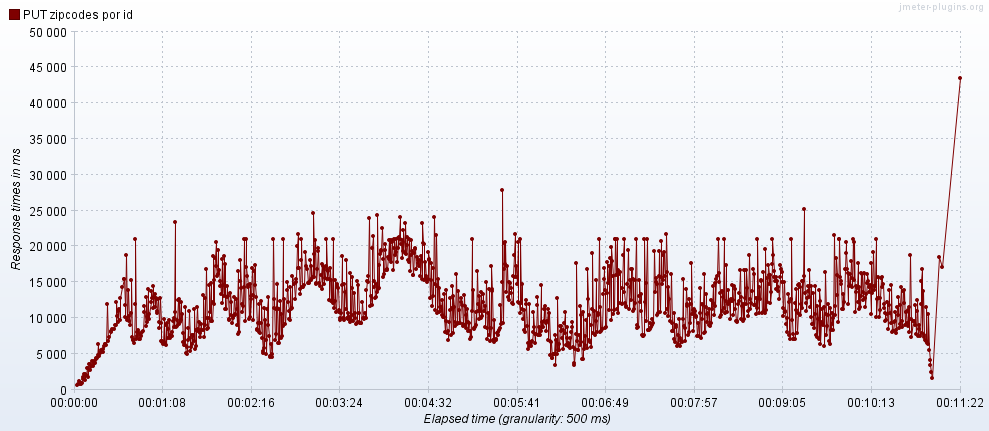 PUT zipcodes por id
jmeter-plugins.org
50 000
45 000
40 000
35 000
30 000
25 000
20 000
15 000
10 000
5 000
0
Response times in ms
00:00:00 00:01:08 00:02:16 00:03:24 00:04:32 00:05:41 00:06:49 00:07:57 00:09:05 00:10:13 00:11:22
Elapsed time (granularity: 500 ms)